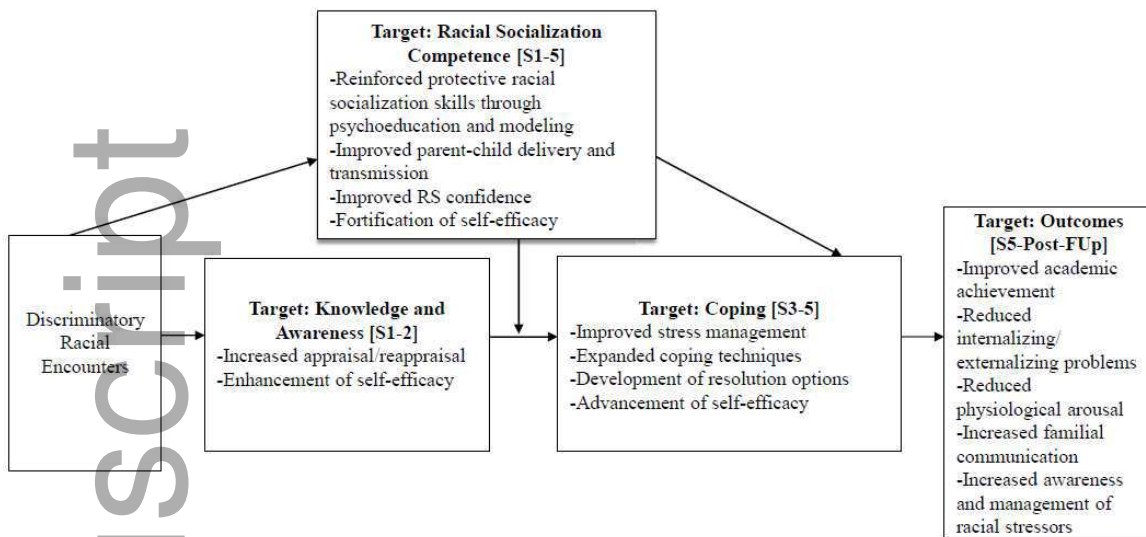 Target: Racial Socialization
Competence [S1-5]
-Reinforced protective racial
socialization skills through
psychoeducation and modeling
-Improved parent-child delivery and
transmission
-Improved RS confidence
-Fortification of self-efficacy
Discriminatory
Racial
Encounters
Target: Knowledge and
Awareness [S1-2]
-Increased appraisal/reappraisal
-Enhancement of self-efficacy
Target: Coping [S3-5]
-Improved stress management
-Expanded coping techniques
-Development of resolution options
-Advancement of self-efficacy
Target: Outcomes
[S5-Post-FUp]
-Improved academic
achievement
-Reduced
internalizing/
externalizing problems
-Reduced
physiological arousal
-Increased familial
communication
-Increased awareness
and management of
racial stressors